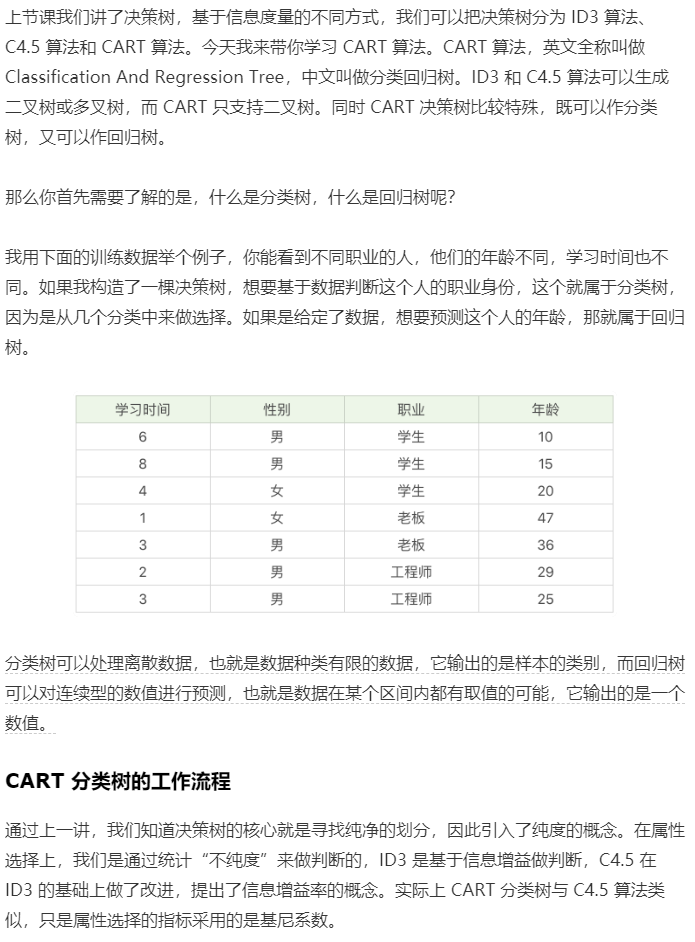 上节课我们讲了决策树，基于信息度量的不同方式，我们可以把决策树分为 ID3 算法、
C4.5 算法和 CART 算法。今天我来带你学习 CART 算法。CART 算法，英文全称叫做
Classification And Regression Tree，中文叫做分类回归树。ID3 和 C4.5 算法可以生成
二叉树或多叉树，而 CART 只支持二叉树。同时 CART 决策树比较特殊，既可以作分类
树，又可以作回归树。
那么你首先需要了解的是，什么是分类树，什么是回归树呢？
我用下面的训练数据举个例子，你能看到不同职业的人，他们的年龄不同，学习时间也不
同。如果我构造了一棵决策树，想要基于数据判断这个人的职业身份，这个就属于分类树，
因为是从几个分类中来做选择。如果是给定了数据，想要预测这个人的年龄，那就属于回归
树。
学习时间 性别 职业 年龄
6 男 学生 10
8 男 学生 15
4 女 学生 20
1 女 老板 47
3 男 老板 36
2 男 工程师 29
3 男 工程师 25
分类树可以处理离散数据，也就是数据种类有限的数据，它输出的是样本的类别，而回归树
可以对连续型的数值进行预测，也就是数据在某个区间内都有取值的可能，它输出的是一个
数值。
CART 分类树的工作流程
通过上一讲，我们知道决策树的核心就是寻找纯净的划分，因此引入了纯度的概念。在属性
选择上，我们是通过统计“不纯度”来做判断的，ID3 是基于信息增益做判断，C4.5 在
ID3 的基础上做了改进，提出了信息增益率的概念。实际上 CART 分类树与 C4.5 算法类
似，只是属性选择的指标采用的是基尼系数。